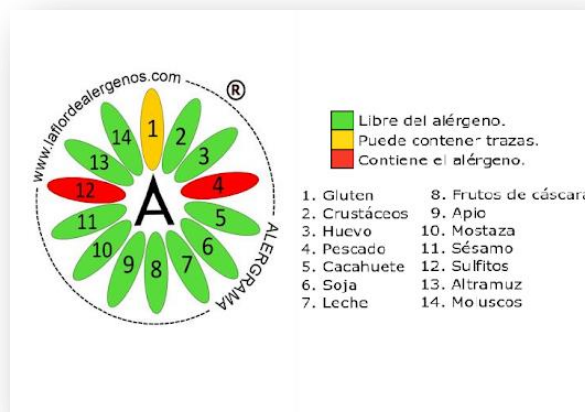 www.laflordealergenos.com
®
1
2
3
4
5
6
7
8
9
10
11
12
13
14
A
ALERGRAMA
Libre del alérgeno.
Puede contener trazas.
Contiene el alérgeno.
1. Gluten
2. Crustáceos
3. Huevo
4. Pescado
5. Cacahuete
6. Soja
7. Leche
8. Frutos de cáscara
9. Apio
10. Mostaza
11. Sésamo
12. Sulfitos
13. Altramuz
14. Moluscos